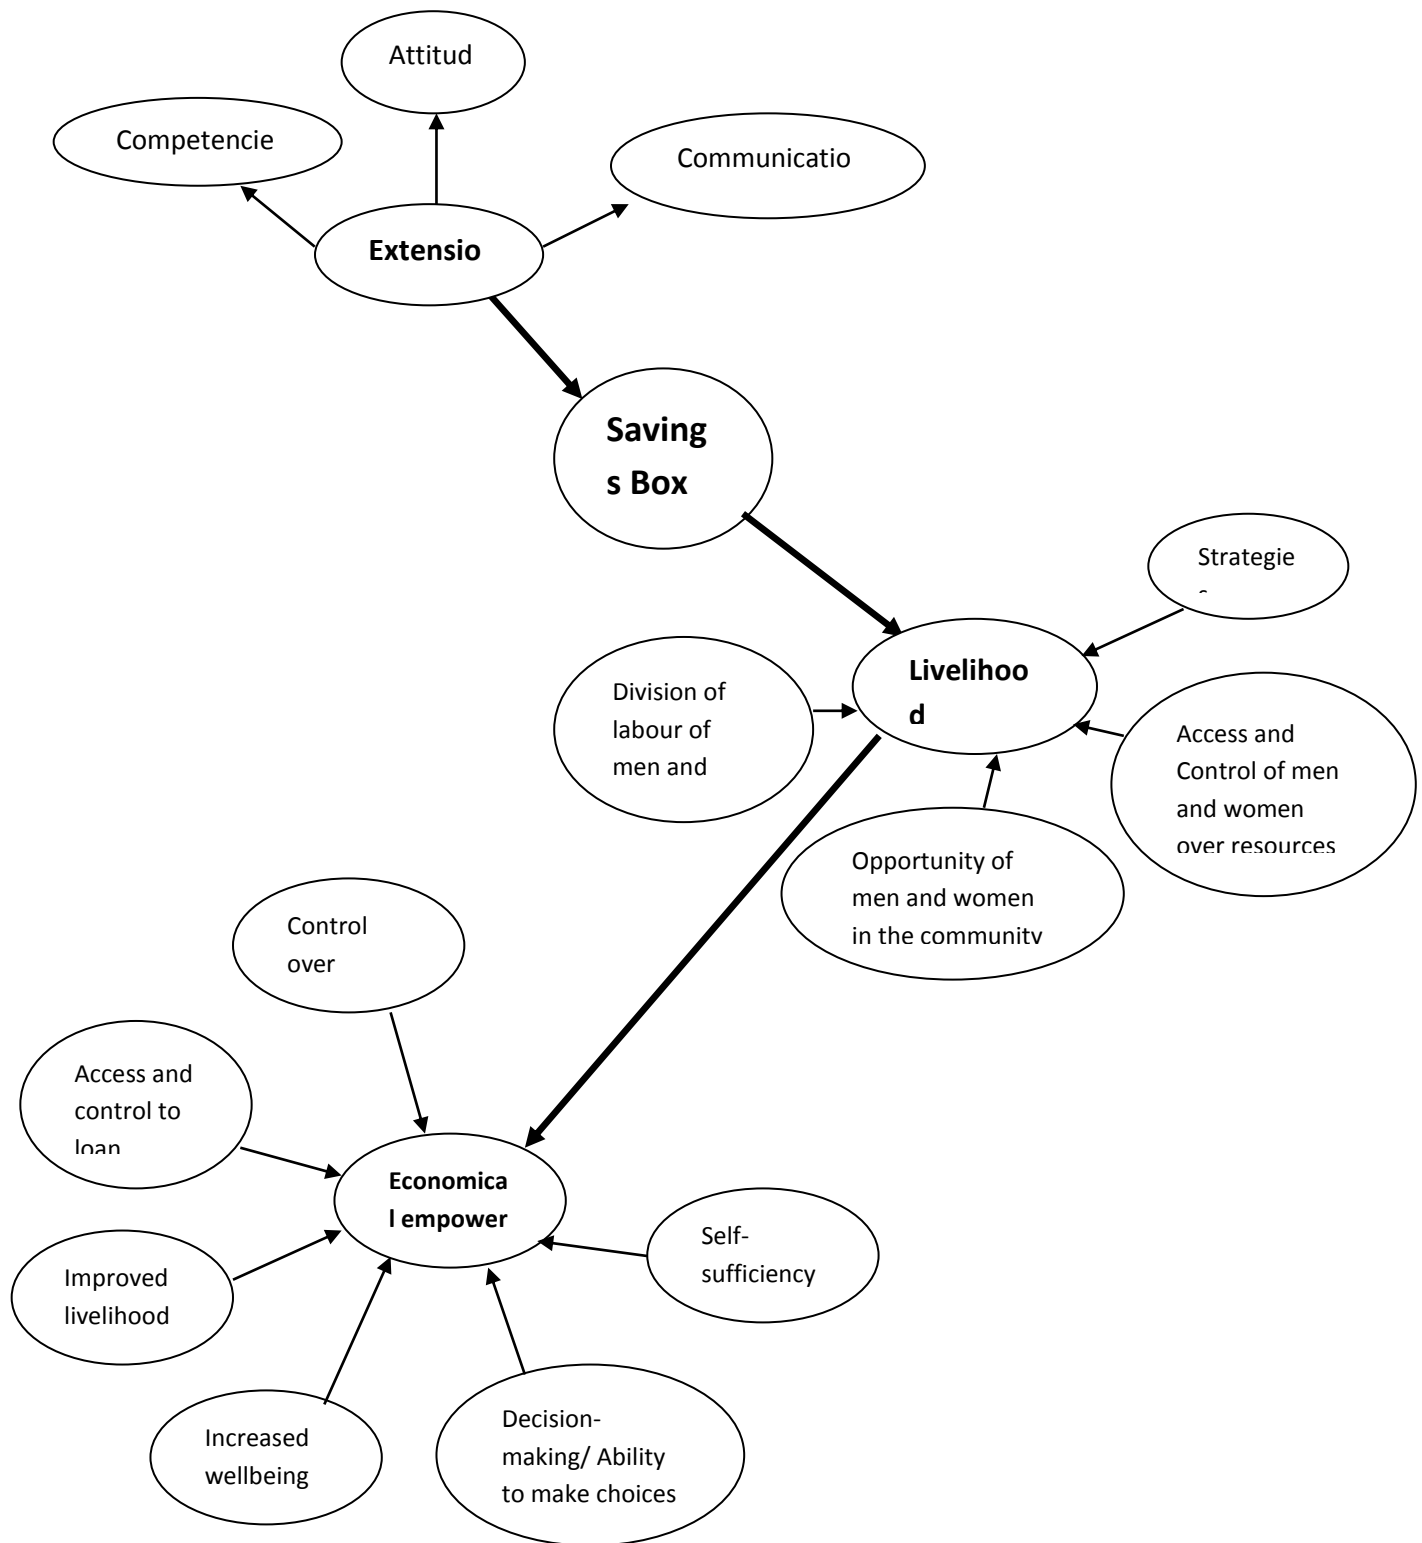 Attitud
Competencie
Communicatio
Extensio
Saving
s Box
Strategie
Livelihoo
d
Division of
labour of
men and
Access and
Control of men
and women
over resources
Opportunity of
men and women
in the community
Control
over
Access and
control to
loan
Economica
l empower
Self-
sufficiency
Improved
livelihood
Increased
wellbeing
Decision-
making/ Ability
to make choices